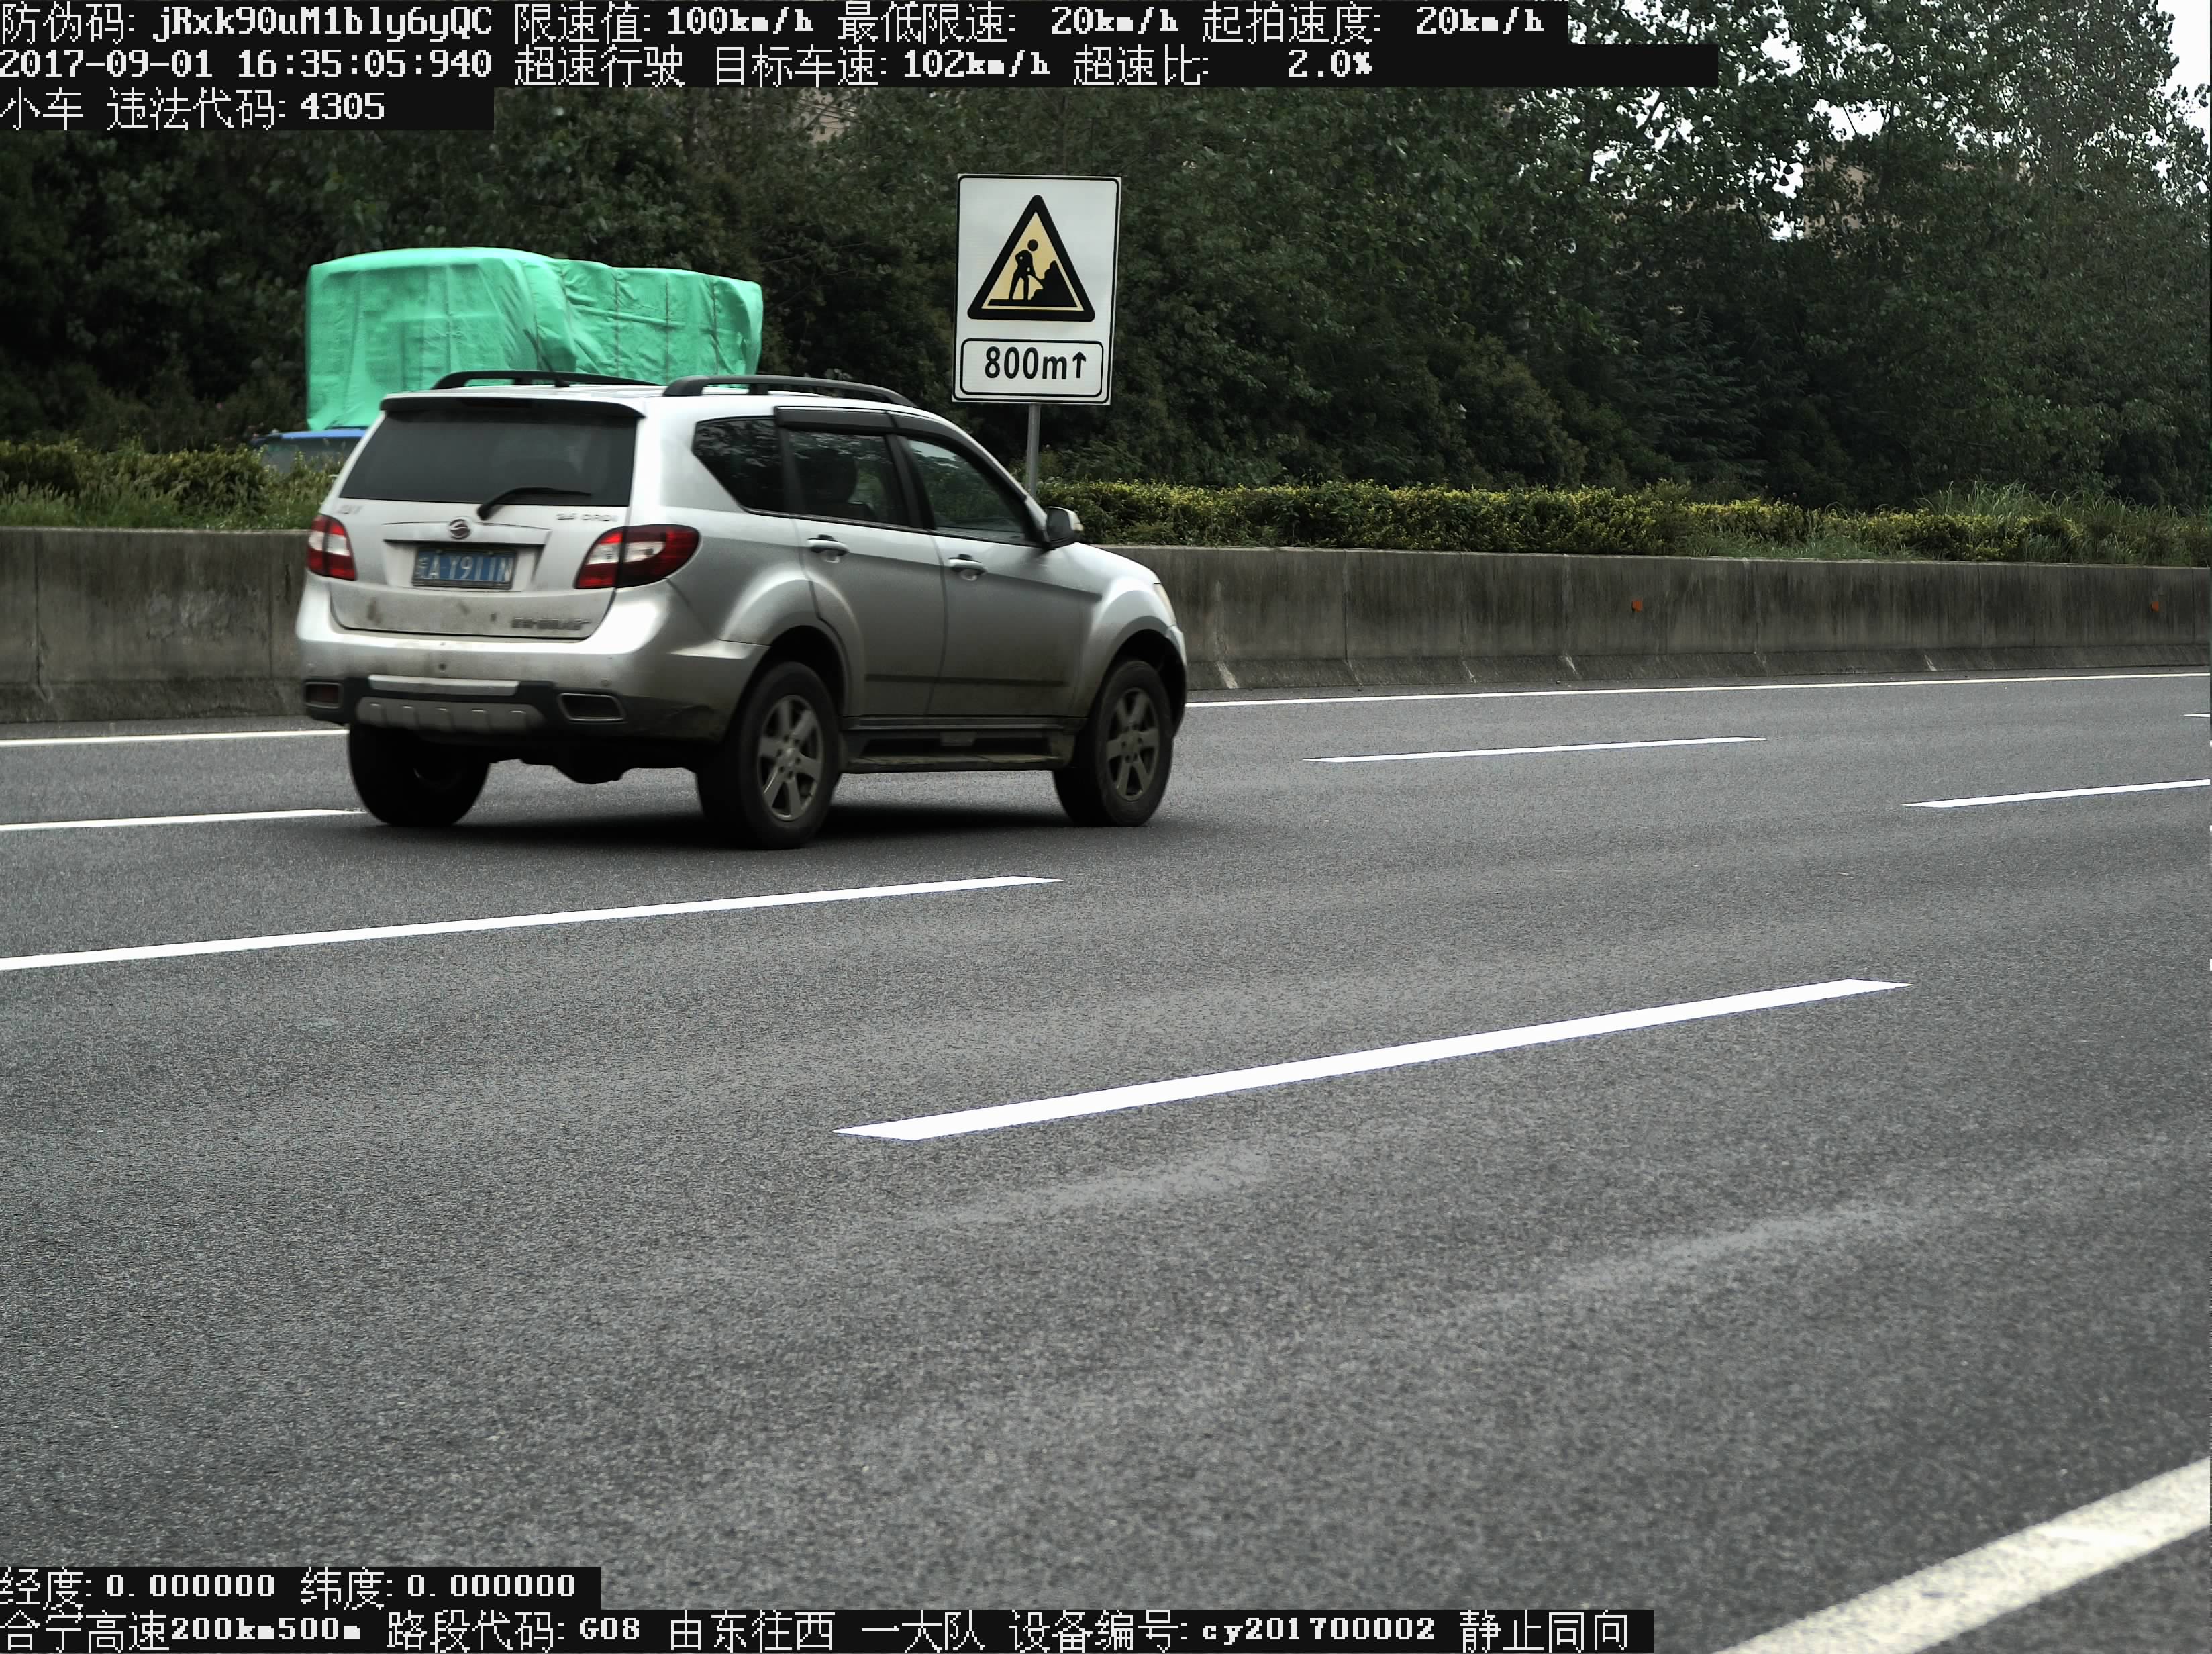 防伪码: jRxk90uM1bly6yQC 限速值: 100km/h 最低限速: 20km/h 起拍速度: 20km/h
2017-09-01 16:35:05:940 超速行驶 目标车速: 102km/h 超速比: 2.0%
小车 违法代码: 4305
800m↑
经度: 0.000000 纬度: 0.000000
合宁高速200km500m 路段代码: G08 由东往西 一大队 设备编号: cy201700002 静止同向